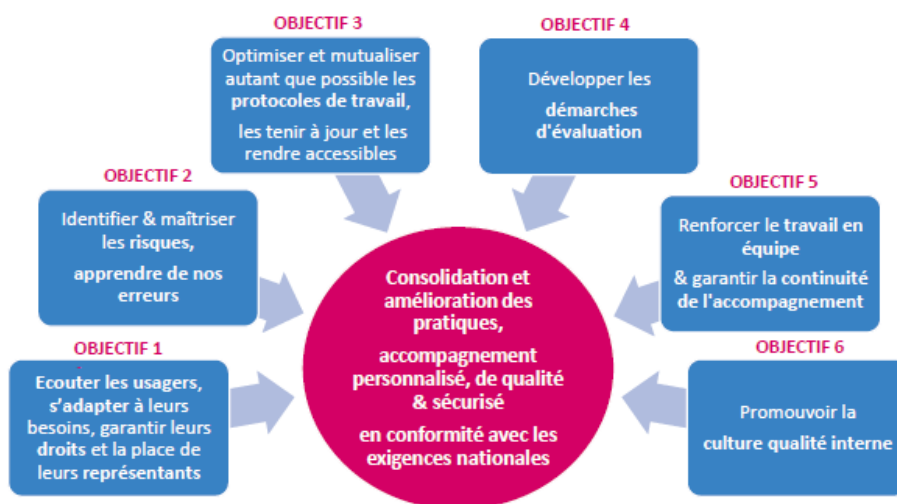 OBJECTIF 3
Optimiser et mutualiser
autant que possible les
protocoles de travail,
les tenir à jour et les
rendre accessibles
OBJECTIF 4
Développer les
démarches
d'évaluation
OBJECTIF 2
Identifier & maîtriser
les risques,
apprendre de nos
erreurs
OBJECTIF 5
Renforcer le travail en
équipe
& garantir la continuité
de l'accompagnement
OBJECTIF 1
Ecouter les usagers,
s'adapter à leurs
besoins, garantir leurs
droits et la place de
leurs représentants
OBJECTIF 6
Promouvoir la
culture qualité interne
Consolidation et
amélioration des
pratiques,
accompagnement
personnalisé, de qualité
& sécurisé
en conformité avec les
exigences nationales